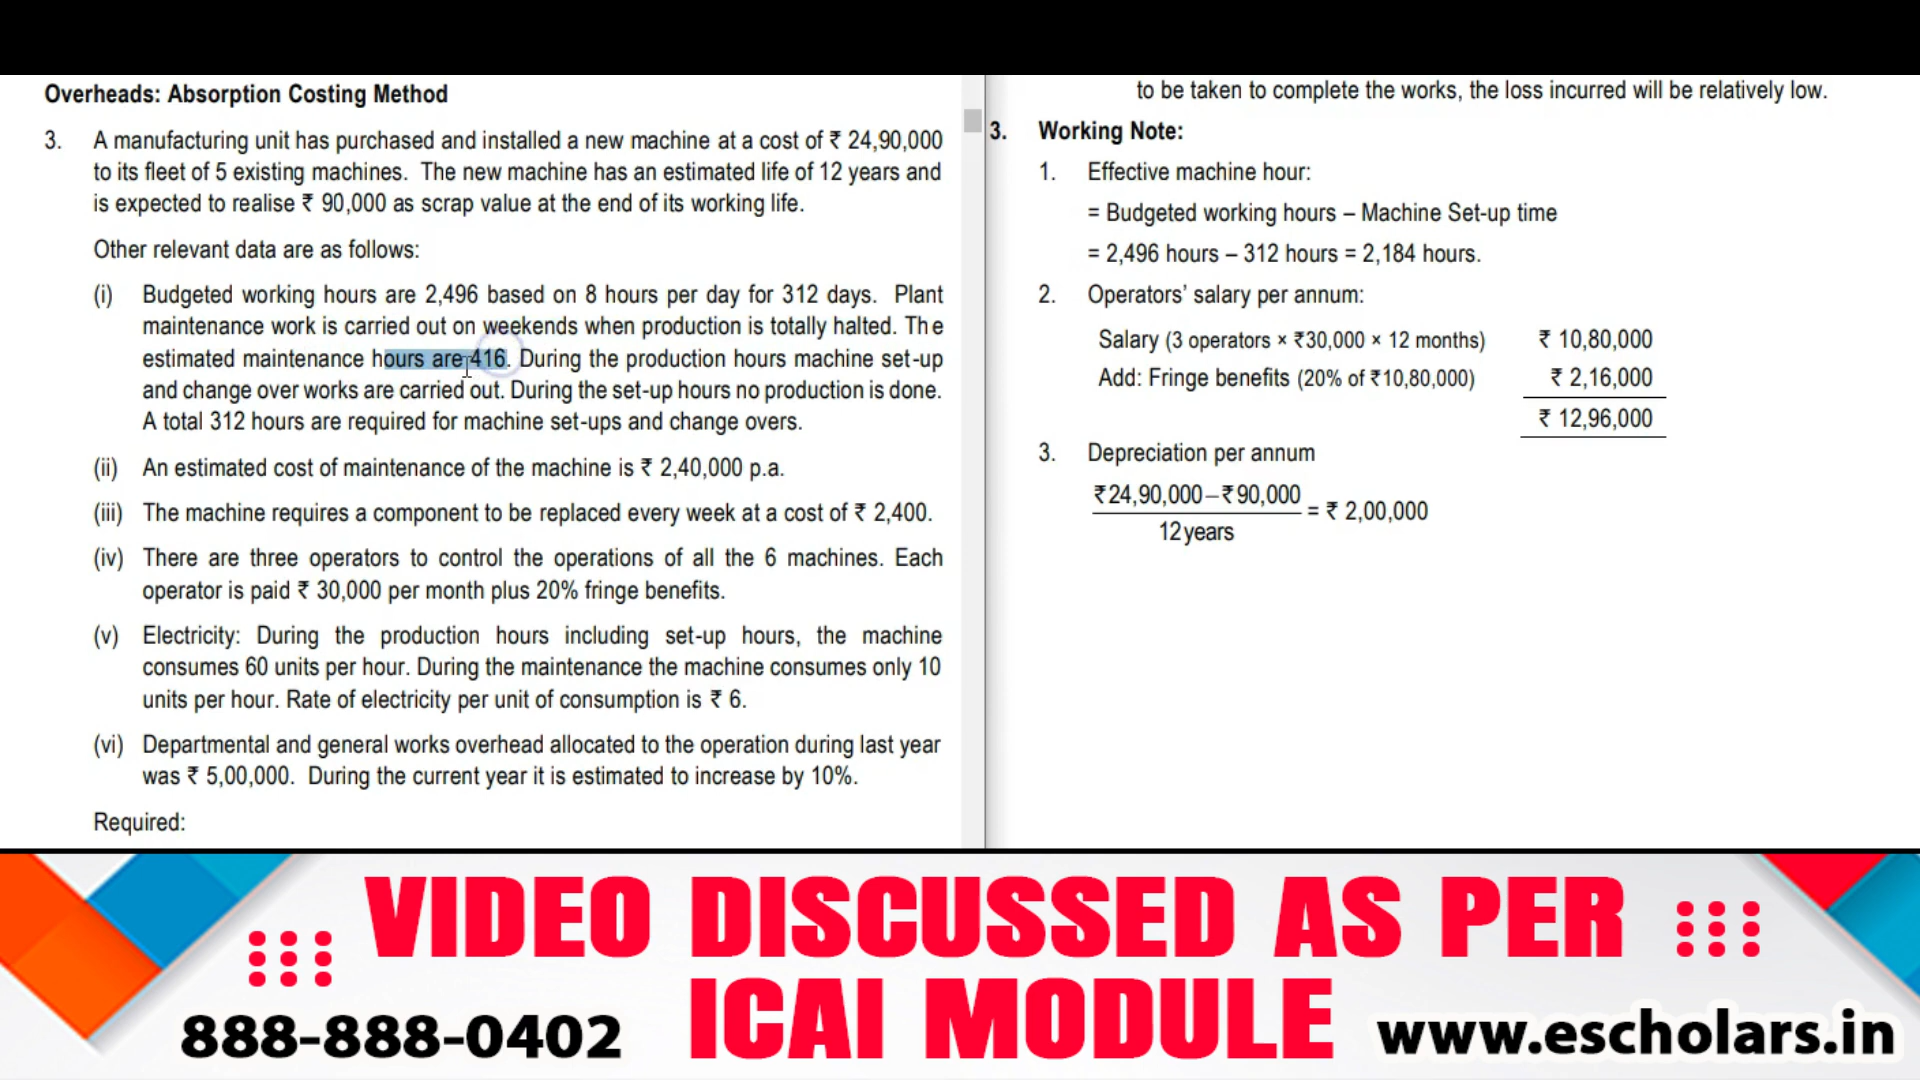 Overheads: Absorption Costing Method
3. A manufacturing unit has purchased and installed a new machine at a cost of ₹ 24,90,000
to its fleet of 5 existing machines. The new machine has an estimated life of 12 years and
is expected to realise ₹ 90,000 as scrap value at the end of its working life.
Other relevant data are as follows:
(i) Budgeted working hours are 2,496 based on 8 hours per day for 312 days. Plant
maintenance work is carried out on weekends when production is totally halted. The
estimated maintenance hours are 416. During the production hours machine set-up
and change over works are carried out. During the set-up hours no production is done.
A total 312 hours are required for machine set-ups and change overs.
(ii) An estimated cost of maintenance of the machine is ₹ 2,40,000 p.a.
(iii) The machine requires a component to be replaced every week at a cost of ₹ 2,400.
(iv) There are three operators to control the operations of all the 6 machines. Each
operator is paid ₹ 30,000 per month plus 20% fringe benefits.
(v) Electricity: During the production hours including set-up hours, the machine
consumes 60 units per hour. During the maintenance the machine consumes only 10
units per hour. Rate of electricity per unit of consumption is ₹ 6.
(vi) Departmental and general works overhead allocated to the operation during last year
was ₹ 5,00,000. During the current year it is estimated to increase by 10%.
Required:
to be taken to complete the works, the loss incurred will be relatively low.
3. Working Note:
1. Effective machine hour:
= Budgeted working hours – Machine Set-up time
= 2,496 hours – 312 hours = 2,184 hours.
2. Operators' salary per annum:
Salary (3 operators × ₹30,000 × 12 months) ₹ 10,80,000
Add: Fringe benefits (20% of ₹10,80,000) ₹ 2,16,000
₹ 12,96,000
3. Depreciation per annum
₹24,90,000–₹90,000
= ₹ 2,00,000
12years
VIDEO DISCUSSED AS PER
ICAI MODULE
888-888-0402
www.escholars.in